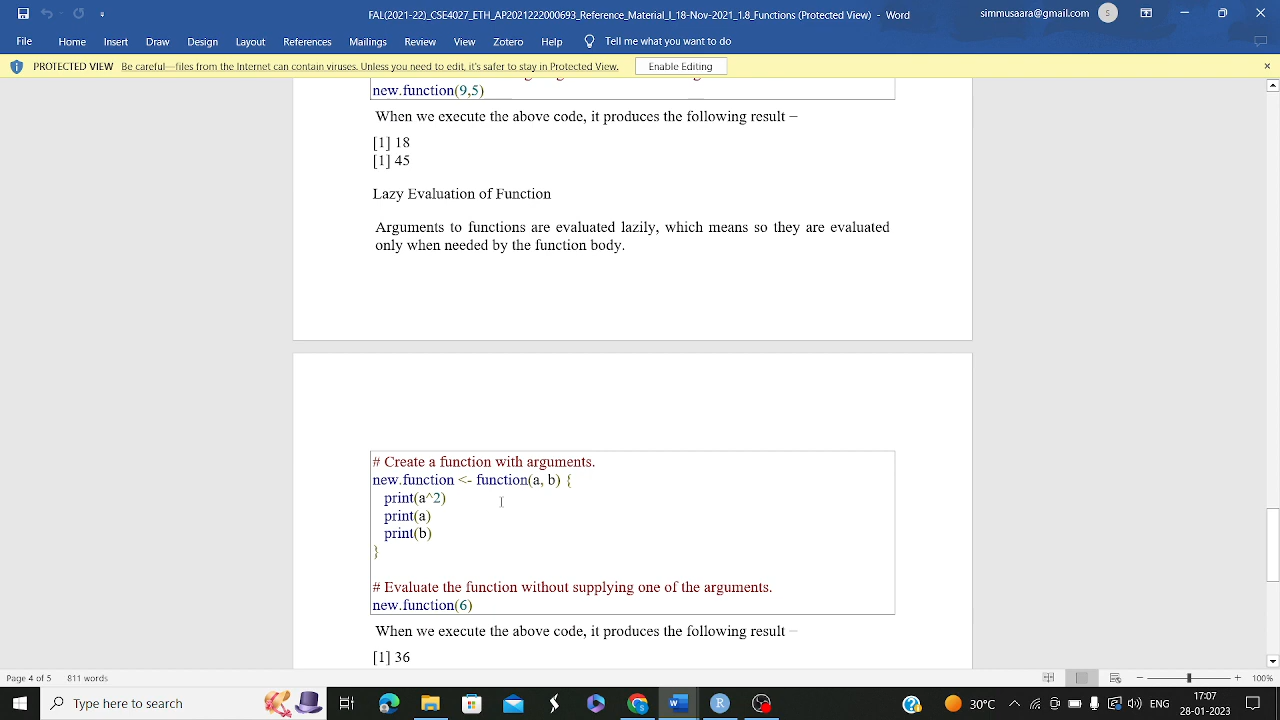 FAL(2021-22)_CSE4027_ETH_AP2021222000693_Reference_Material_I_18-Nov-2021_1.8_Functions (Protected View) - Word
simmusaara@gmail.com
S
File Home Insert Draw Design Layout References Mailings Review View Zotero Help Tell me what you want to do
PROTECTED VIEW Be careful—files from the Internet can contain viruses. Unless you need to edit, it's safer to stay in Protected View. Enable Editing
new.function(9,5)
When we execute the above code, it produces the following result −
[1] 18
[1] 45
Lazy Evaluation of Function
Arguments to functions are evaluated lazily, which means so they are evaluated
only when needed by the function body.
# Create a function with arguments.
new.function <- function(a, b) {
print(a^2)
print(a)
print(b)
}
# Evaluate the function without supplying one of the arguments.
new.function(6)
When we execute the above code, it produces the following result −
[1] 36
Page 4 of 5 811 words
100%
Type here to search
30°C
ENG
17:07
28-01-2023